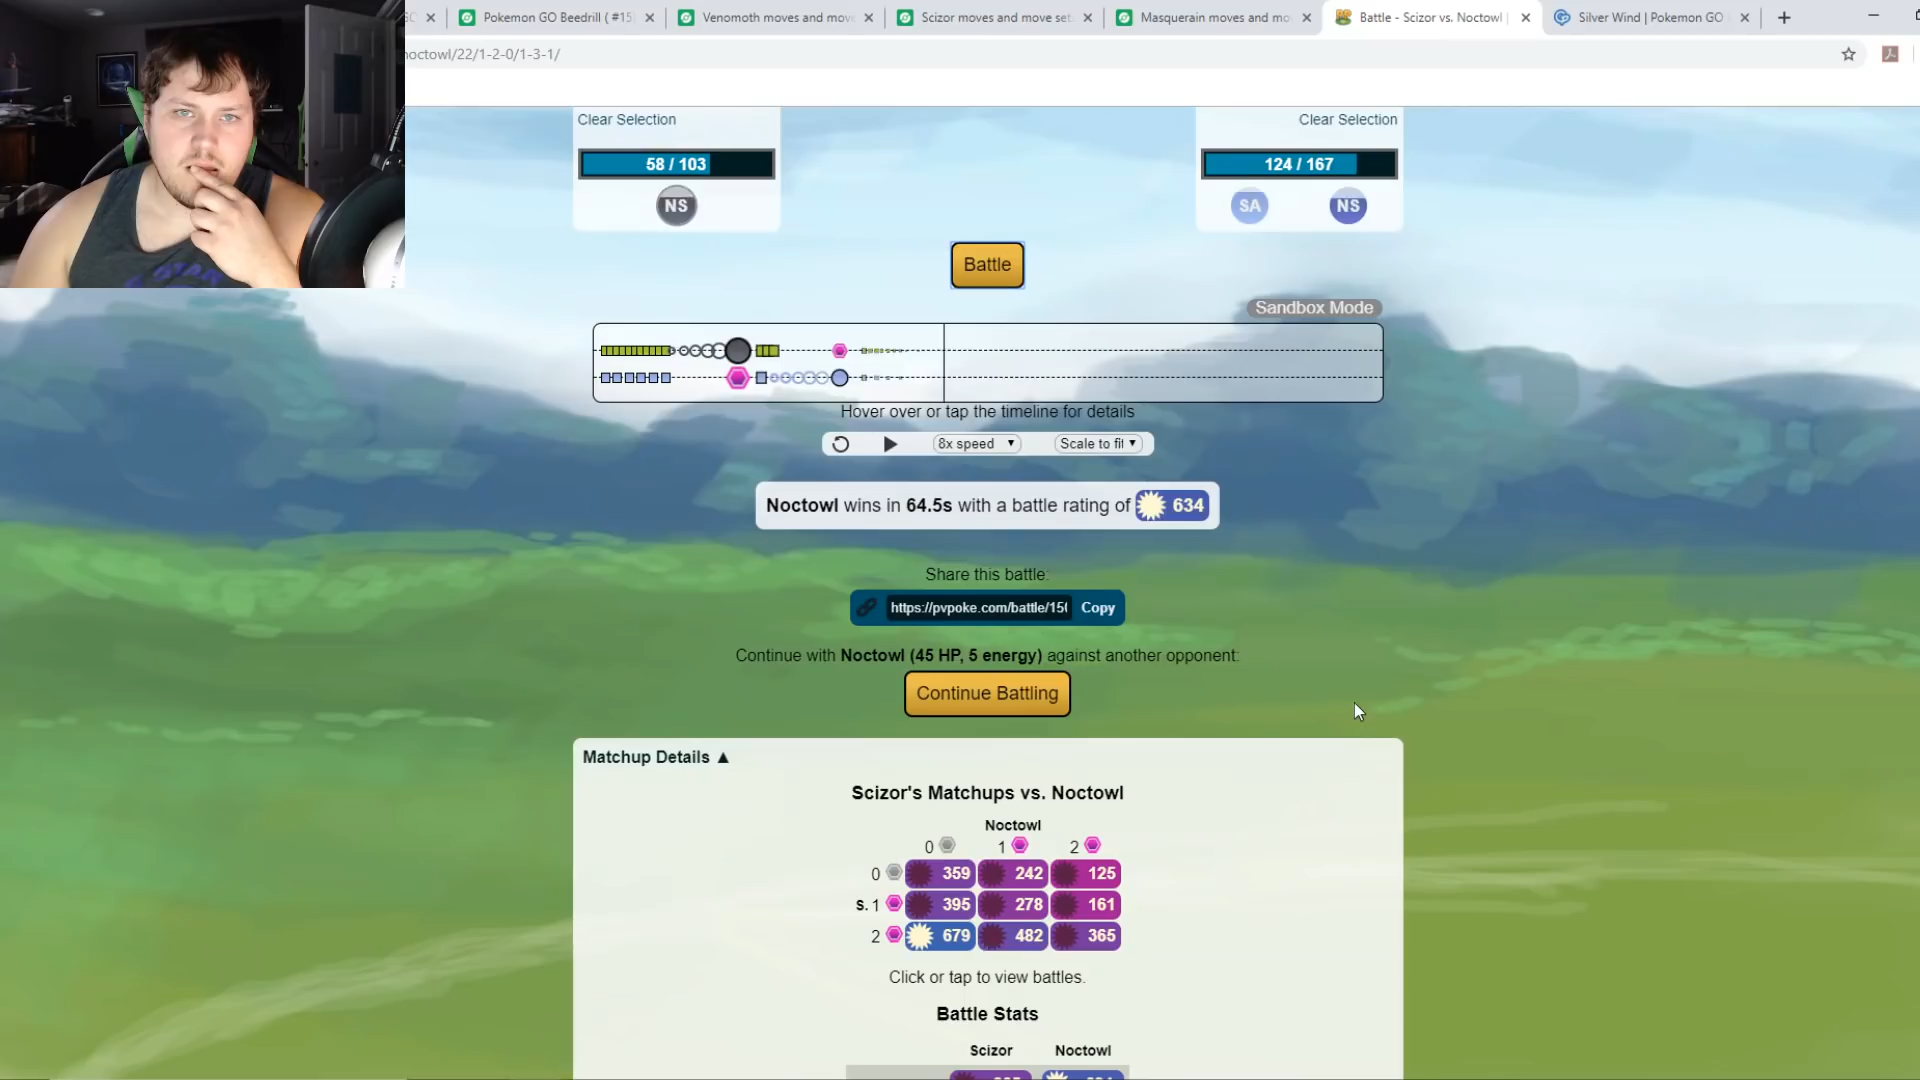 Pokemon GO Beedrill ( #15
Venomoth moves and mov
Scizor moves and move set
Masquerain moves and mo
Battle - Scizor vs. Noctowl |
Silver Wind | Pokemon GO
noctowl/22/1-2-0/1-3-1/
Clear Selection
Clear Selection
58 / 103
124 / 167
NS
SA
NS
Battle
Sandbox Mode
Hover over or tap the timeline for details
8x speed
Scale to fit
Noctowl wins in 64.5s with a battle rating of 634
Share this battle:
https://pvpoke.com/battle/150
Copy
Continue with Noctowl (45 HP, 5 energy) against another opponent:
Continue Battling
Matchup Details ▲
Scizor's Matchups vs. Noctowl
Noctowl
0 1 2
0 359 242 125
S. 1 395 278 161
2 679 482 365
Click or tap to view battles.
Battle Stats
Scizor Noctowl